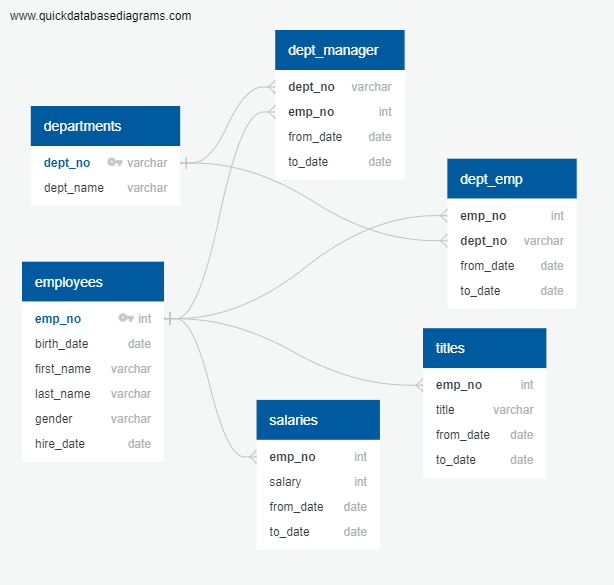 www.quickdatabasediagrams.com
dept_manager
dept_no varchar
emp_no int
from_date date
to_date date
departments
dept_no varchar
dept_name varchar
dept_emp
emp_no int
dept_no varchar
from_date date
to_date date
employees
emp_no int
birth_date date
first_name varchar
last_name varchar
gender varchar
hire_date date
titles
emp_no int
title varchar
from_date date
to_date date
salaries
emp_no int
salary int
from_date date
to_date date